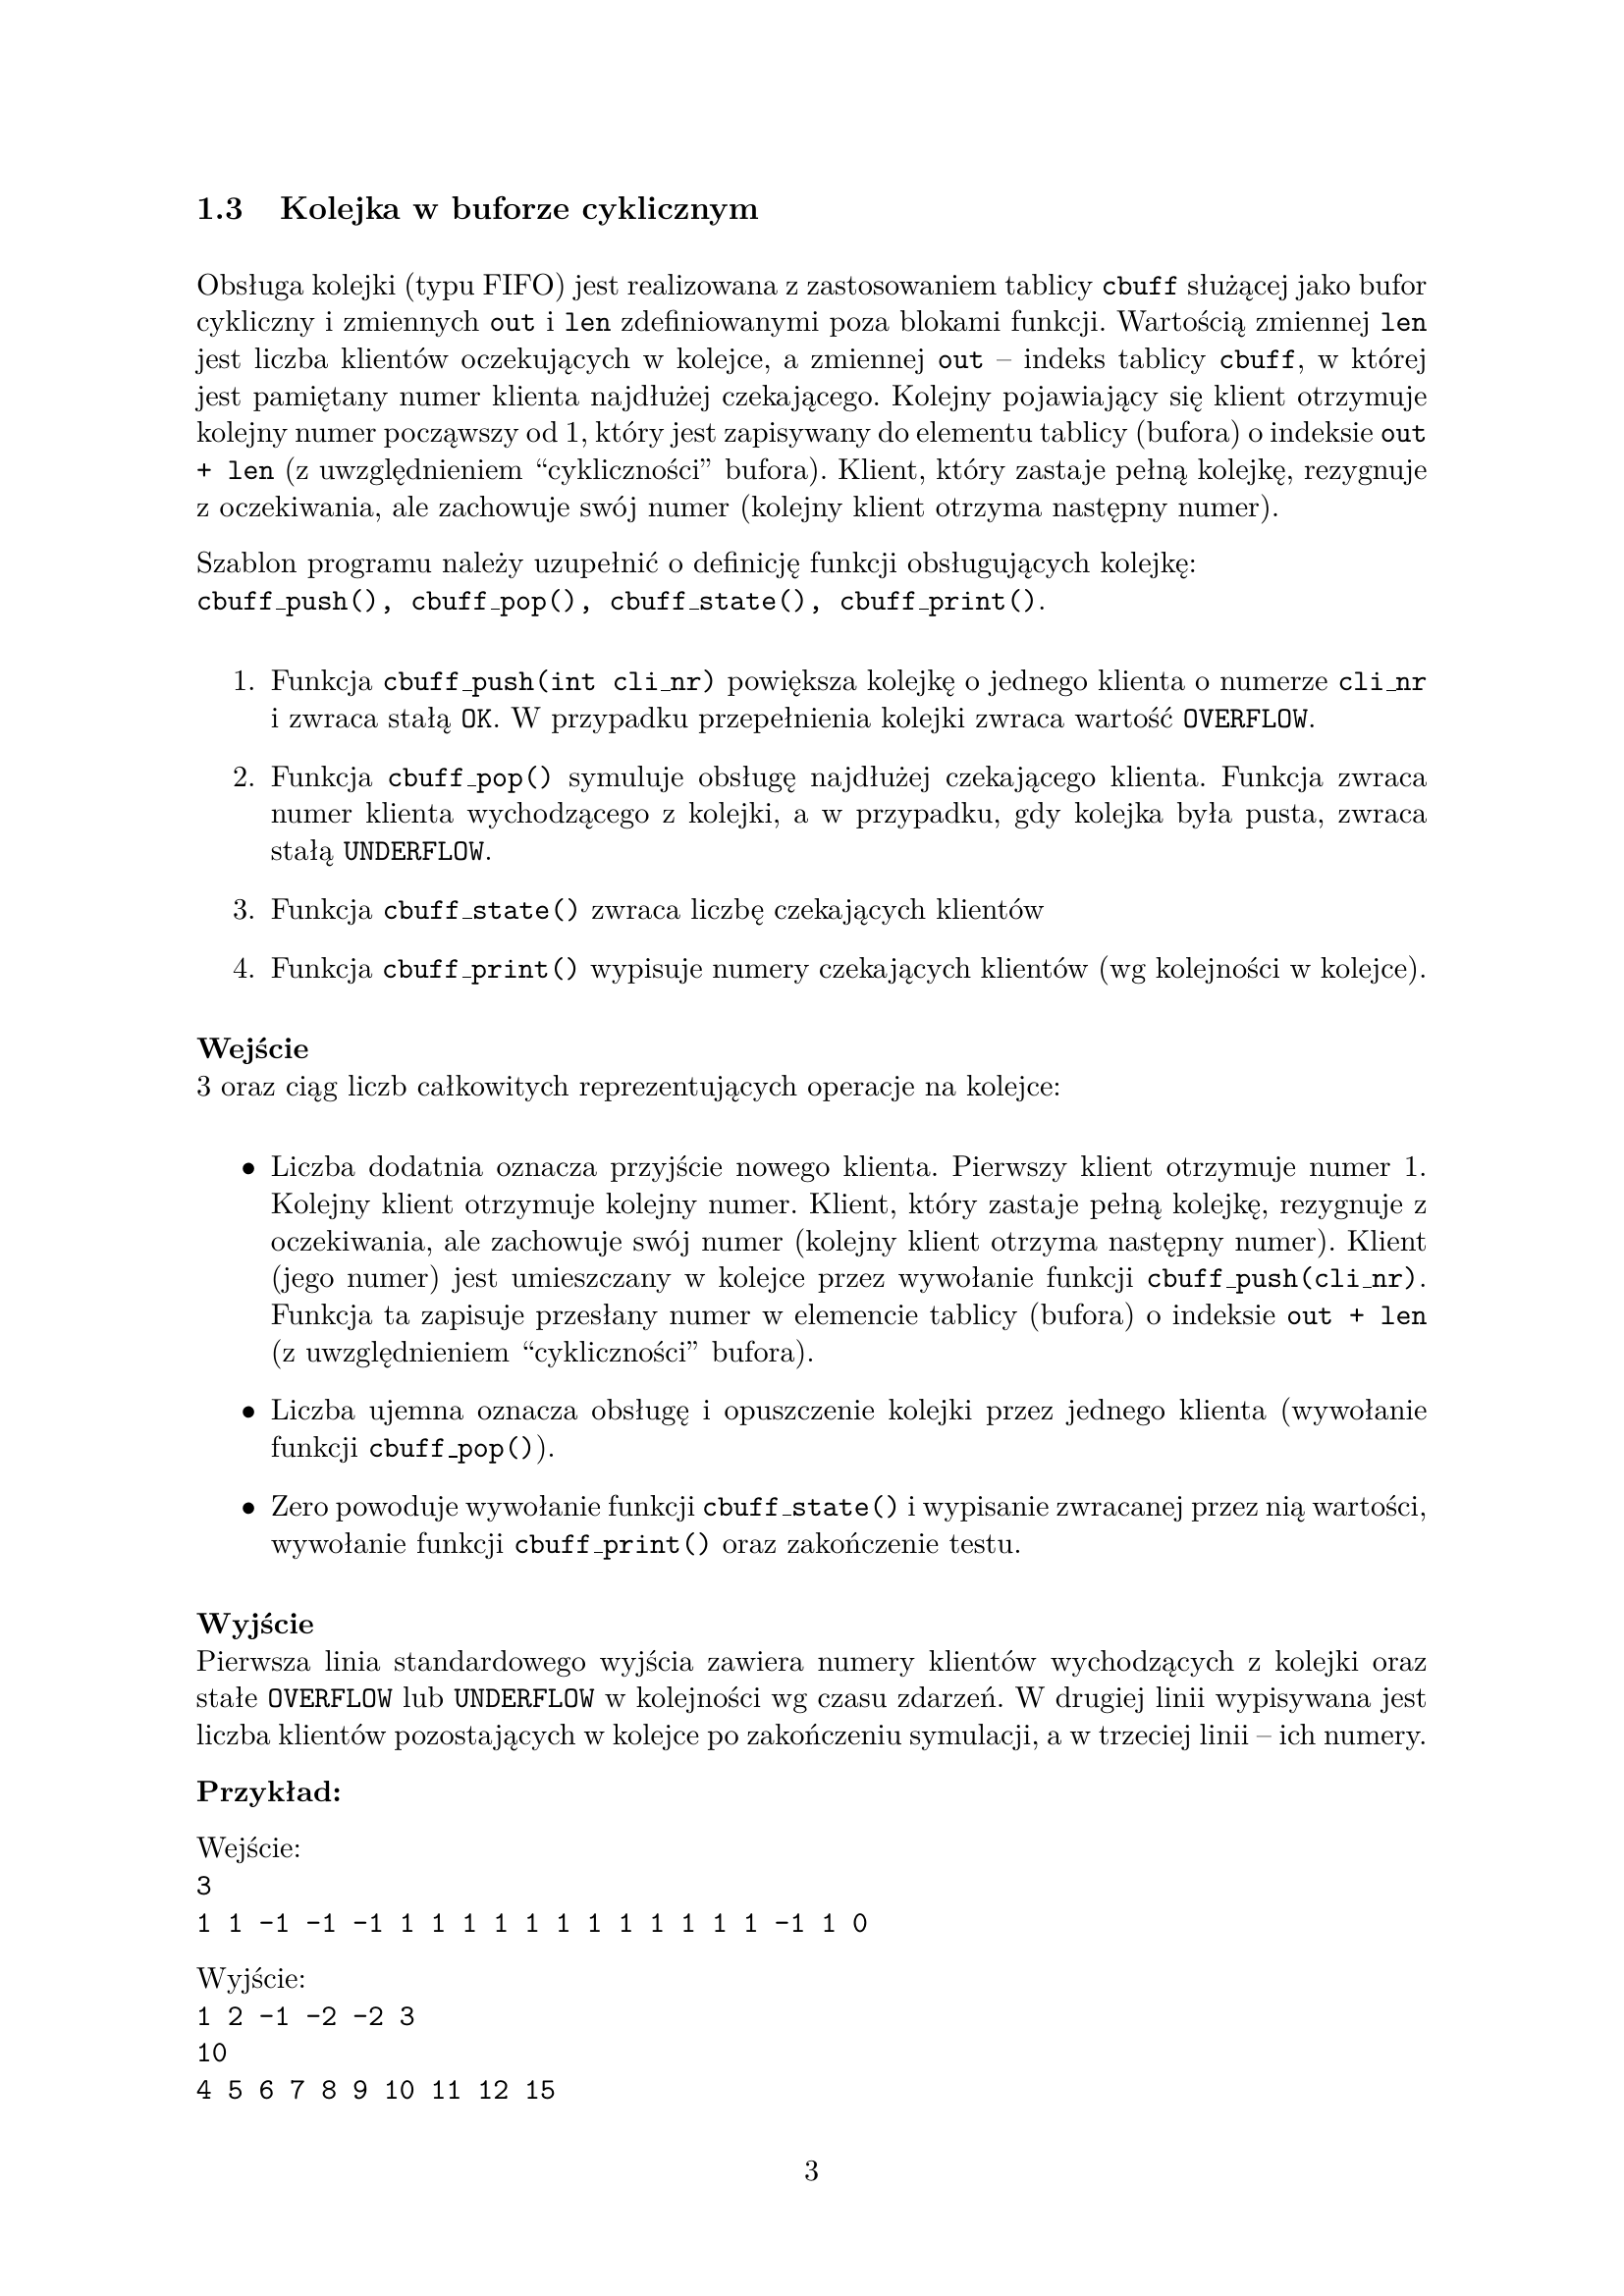 1.3 Kolejka w buforze cyklicznym
Obsługa kolejki (typu FIFO) jest realizowana z zastosowaniem tablicy cbuff służącej jako bufor
cykliczny i zmiennych out i len zdefiniowanymi poza blokami funkcji. Wartością zmiennej len
jest liczba klientów oczekujących w kolejce, a zmiennej out – indeks tablicy cbuff, w której
jest pamiętany numer klienta najdłużej czekającego. Kolejny pojawiający się klient otrzymuje
kolejny numer począwszy od 1, który jest zapisywany do elementu tablicy (bufora) o indeksie out
+ len (z uwzględnieniem “cykliczności” bufora). Klient, który zastaje pełną kolejkę, rezygnuje
z oczekiwania, ale zachowuje swój numer (kolejny klient otrzyma następny numer).
Szablon programu należy uzupełnić o definicję funkcji obsługujących kolejkę:
cbuff_push(), cbuff_pop(), cbuff_state(), cbuff_print().
1. Funkcja cbuff_push(int cli_nr) powiększa kolejkę o jednego klienta o numerze cli_nr
i zwraca stałą OK. W przypadku przepełnienia kolejki zwraca wartość OVERFLOW.
2. Funkcja cbuff_pop() symuluje obsługę najdłużej czekającego klienta. Funkcja zwraca
numer klienta wychodzącego z kolejki, a w przypadku, gdy kolejka była pusta, zwraca
stałą UNDERFLOW.
3. Funkcja cbuff_state() zwraca liczbę czekających klientów
4. Funkcja cbuff_print() wypisuje numery czekających klientów (wg kolejności w kolejce).
Wejście
3 oraz ciąg liczb całkowitych reprezentujących operacje na kolejce:
• Liczba dodatnia oznacza przyjście nowego klienta. Pierwszy klient otrzymuje numer 1.
Kolejny klient otrzymuje kolejny numer. Klient, który zastaje pełną kolejkę, rezygnuje z
oczekiwania, ale zachowuje swój numer (kolejny klient otrzyma następny numer). Klient
(jego numer) jest umieszczany w kolejce przez wywołanie funkcji cbuff_push(cli_nr).
Funkcja ta zapisuje przesłany numer w elemencie tablicy (bufora) o indeksie out + len
(z uwzględnieniem “cykliczności” bufora).
• Liczba ujemna oznacza obsługę i opuszczenie kolejki przez jednego klienta (wywołanie
funkcji cbuff_pop()).
• Zero powoduje wywołanie funkcji cbuff_state() i wypisanie zwracanej przez nią wartości,
wywołanie funkcji cbuff_print() oraz zakończenie testu.
Wyjście
Pierwsza linia standardowego wyjścia zawiera numery klientów wychodzących z kolejki oraz
stałe OVERFLOW lub UNDERFLOW w kolejności wg czasu zdarzeń. W drugiej linii wypisywana jest
liczba klientów pozostających w kolejce po zakończeniu symulacji, a w trzeciej linii – ich numery.
Przykład:
Wejście:
3
1 1 -1 -1 -1 1 1 1 1 1 1 1 1 1 1 1 1 -1 1 0
Wyjście:
1 2 -1 -2 -2 3
10
4 5 6 7 8 9 10 11 12 15
3